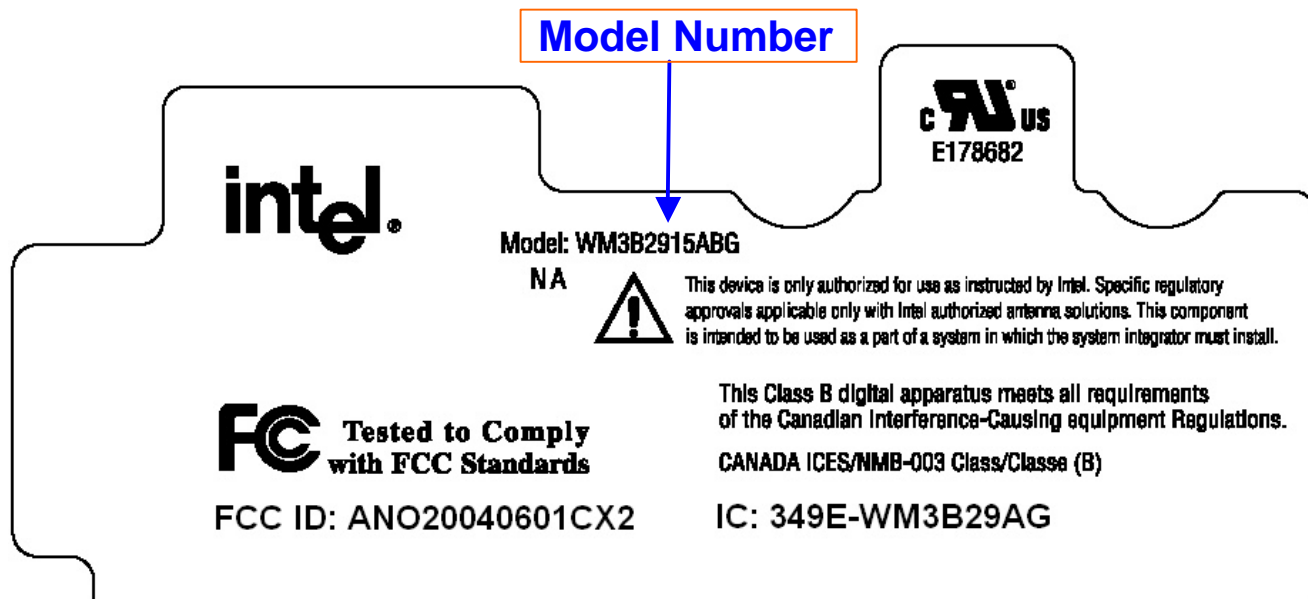 Model Number
C RU ® US
E178682
intel®
Model: WM3B2915ABG
NA
This device is only authorized for use as instructed by Intel. Specific regulatory
approvals applicable only with Intel authorized antenna solutions. This component
is intended to be used as a part of a system in which the system integrator must install.
This Class B digital apparatus meets all requirements
of the Canadian Interference-Causing equipment Regulations.
CANADA ICES/NMB-003 Class/Classe (B)
FC Tested to Comply
with FCC Standards
FCC ID: ANO20040601CX2
IC: 349E-WM3B29AG